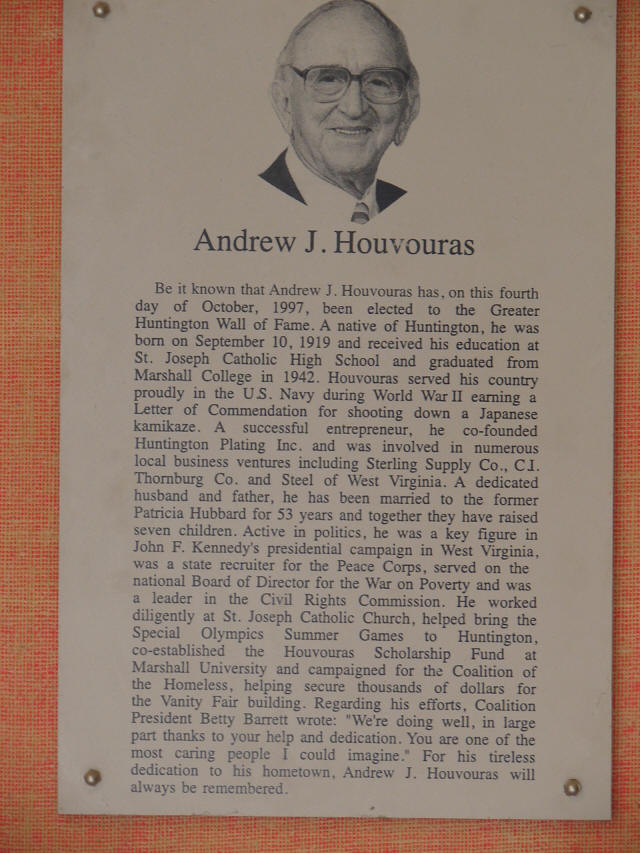 Andrew J. Houvouras
Be it known that Andrew J. Houvouras has, on this fourth
day of October, 1997, been elected to the Greater
Huntington Wall of Fame. A native of Huntington, he was
born on September 10, 1919 and received his education at
St. Joseph Catholic High School and graduated from
Marshall College in 1942. Houvouras served his country
proudly in the U.S. Navy during World War II earning a
Letter of Commendation for shooting down a Japanese
kamikaze. A successful entrepreneur, he co-founded
Huntington Plating Inc. and was involved in numerous
local business ventures including Sterling Supply Co., C.I.
Thornburg Co. and Steel of West Virginia. A dedicated
husband and father, he has been married to the former
Patricia Hubbard for 53 years and together they have raised
seven children. Active in politics, he was a key figure in
John F. Kennedy's presidential campaign in West Virginia,
was a state recruiter for the Peace Corps, served on the
national Board of Director for the War on Poverty and was
a leader in the Civil Rights Commission. He worked
diligently at St. Joseph Catholic Church, helped bring the
Special Olympics Summer Games to Huntington,
co-established the Houvouras Scholarship Fund at
Marshall University and campaigned for the Coalition of
the Homeless, helping secure thousands of dollars for
the Vanity Fair building. Regarding his efforts, Coalition
President Betty Barrett wrote: "We're doing well, in large
part thanks to your help and dedication. You are one of the
most caring people I could imagine." For his tireless
dedication to his hometown, Andrew J. Houvouras will
always be remembered.